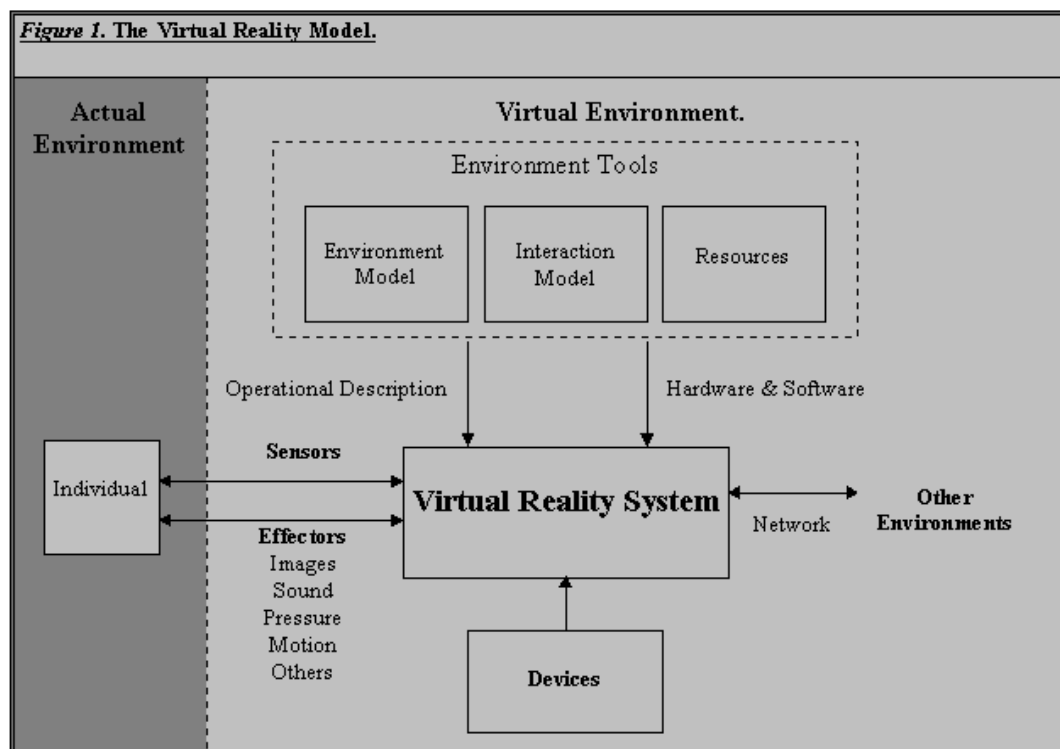 Figure 1. The Virtual Reality Model.
Actual
Environment
Virtual Environment.
Environment Tools
Environment
Model
Interaction
Model
Resources
Operational Description
Hardware & Software
Individual
Sensors
Virtual Reality System
Effectors
Images
Sound
Pressure
Motion
Others
Network
Other
Environments
Devices